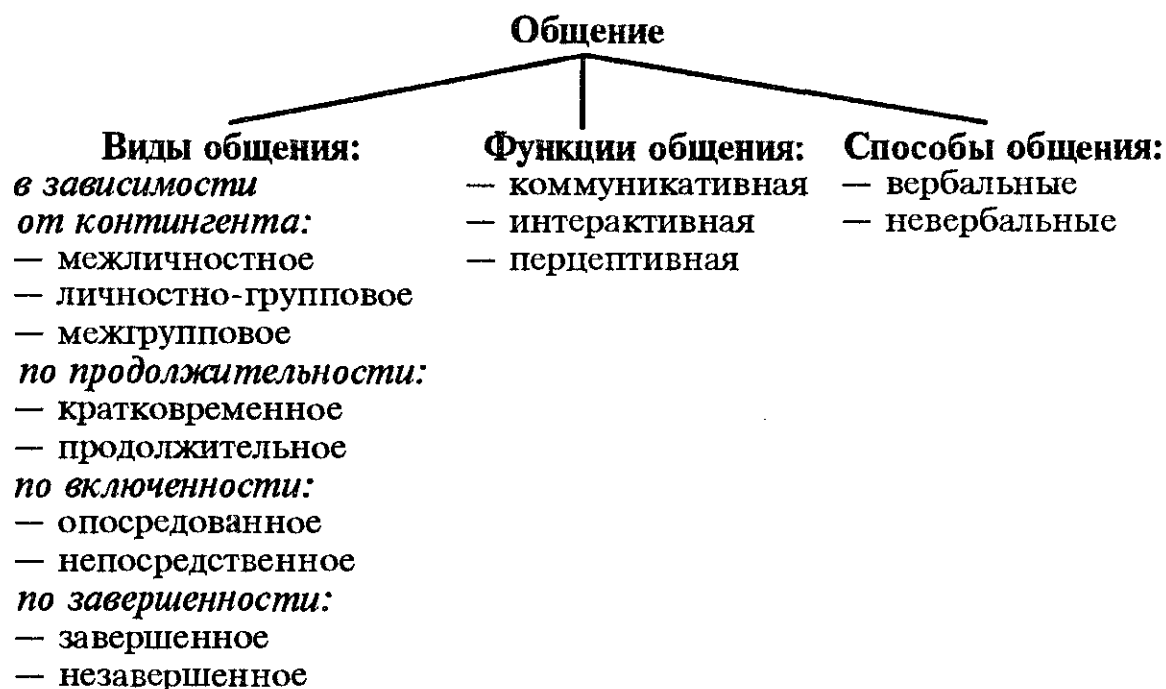 Общение
Виды общения:
в зависимости
от контингента:
— межличностное
— личностно-групповое
— межгрупповое
по продолжительности:
— кратковременное
— продолжительное
по включенности:
— опосредованное
— непосредственное
по завершенности:
— завершенное
— незавершенное
Функции общения:
— коммуникативная
— интерактивная
— перцептивная
Способы общения:
— вербальные
— невербальные